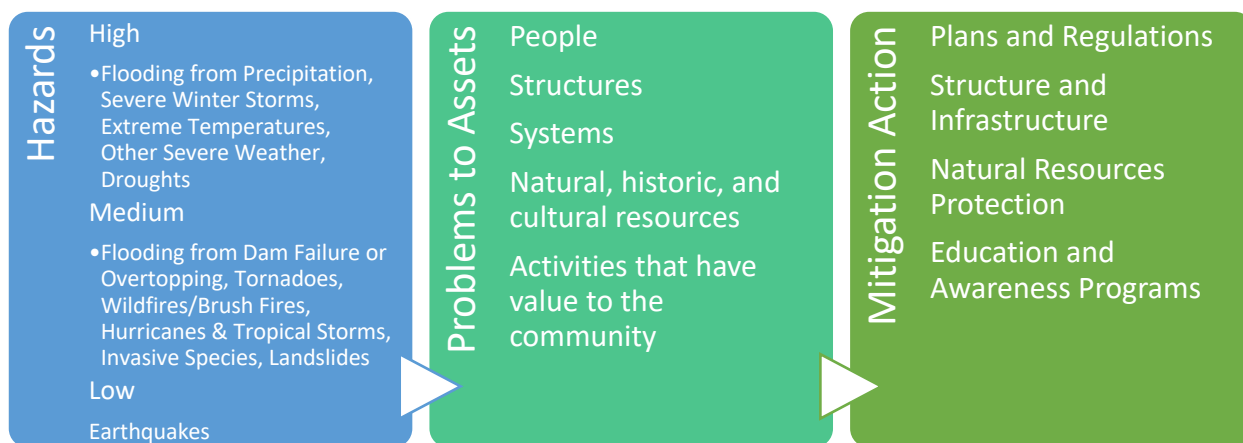 Hazards
High
•Flooding from Precipitation,
Severe Winter Storms,
Extreme Temperatures,
Other Severe Weather,
Droughts
Medium
•Flooding from Dam Failure or
Overtopping, Tornadoes,
Wildfires/Brush Fires,
Hurricanes & Tropical Storms,
Invasive Species, Landslides
Low
Earthquakes
Problems to Assets
People
Structures
Systems
Natural, historic, and
cultural resources
Activities that have
value to the
community
Mitigation Action
Plans and Regulations
Structure and
Infrastructure
Natural Resources
Protection
Education and
Awareness Programs